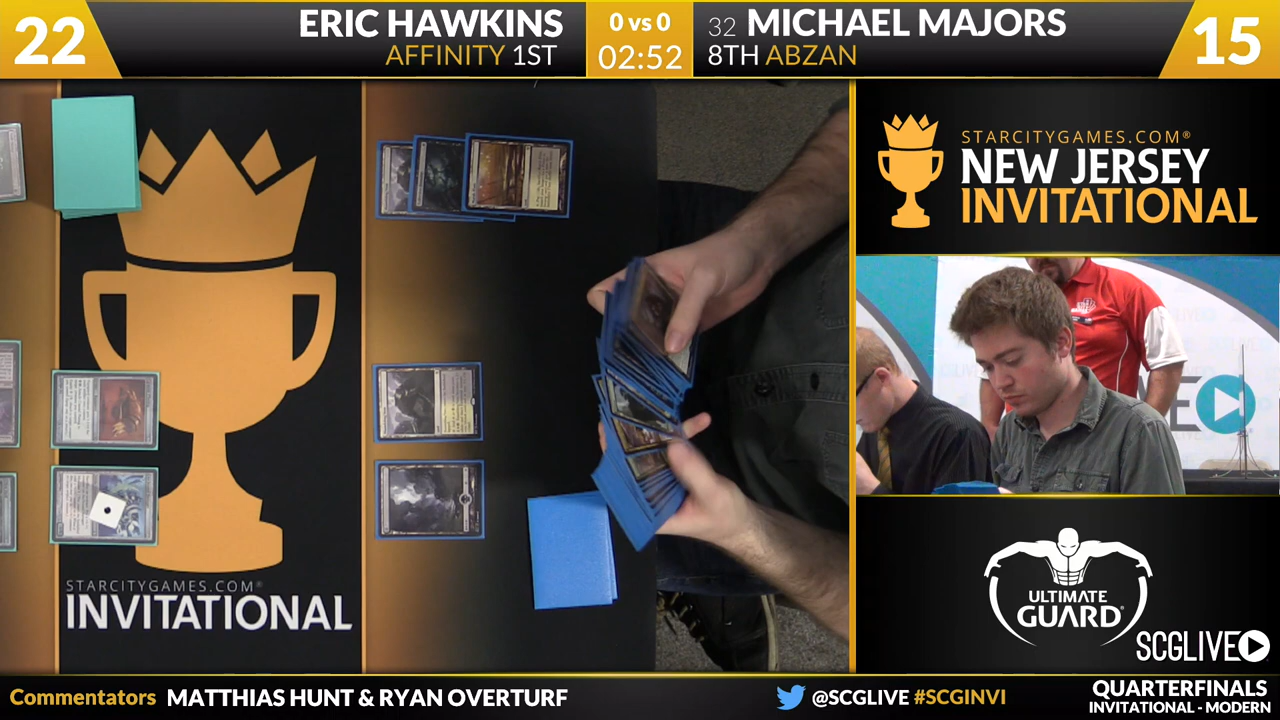 22
ERIC HAWKINS
AFFINITY 1ST
0 vs 0
02:52
32 MICHAEL MAJORS
8TH ABZAN
15
STARCITYGAMES.COM®
NEW JERSEY
INVITATIONAL
STARCITYGAMES.COM®
INVITATIONAL
ULTIMATE
GUARD
SCGLIVE
Commentators MATTHIAS HUNT & RYAN OVERTURF
@SCGLIVE #SCGINVI
QUARTERFINALS
INVITATIONAL - MODERN